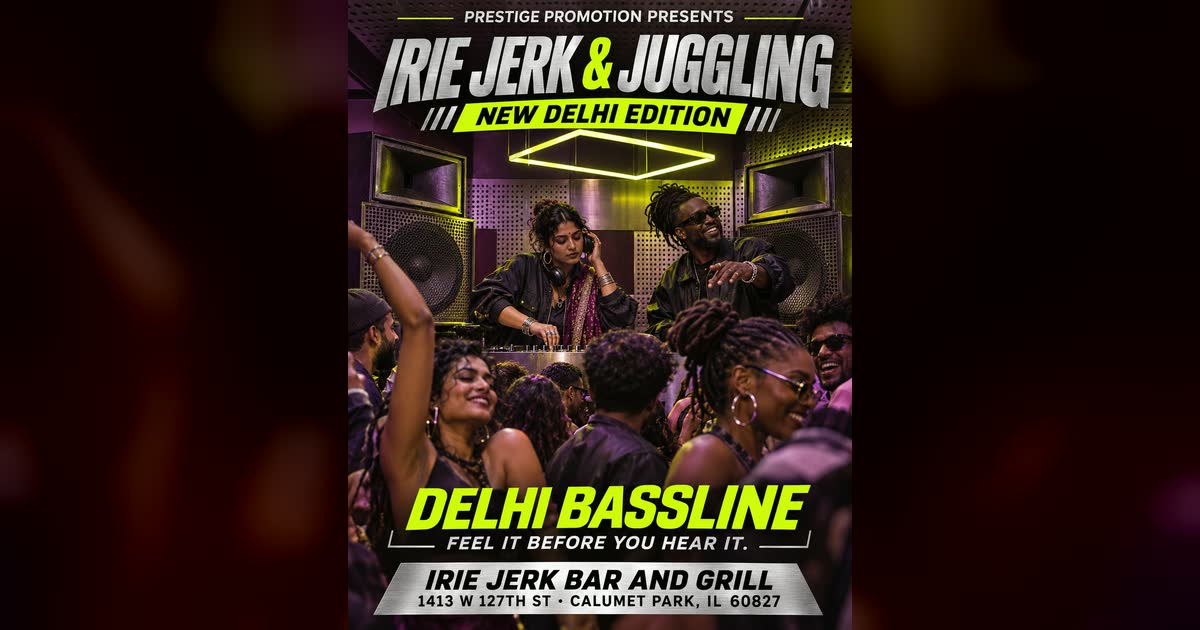 PRESTIGE PROMOTION PRESENTS
IRIE JERK & JUGGLING
NEW DELHI EDITION
DELHI BASSLINE
FEEL IT BEFORE YOU HEAR IT.
IRIE JERK BAR AND GRILL
1413 W 127TH ST • CALUMET PARK, IL 60827